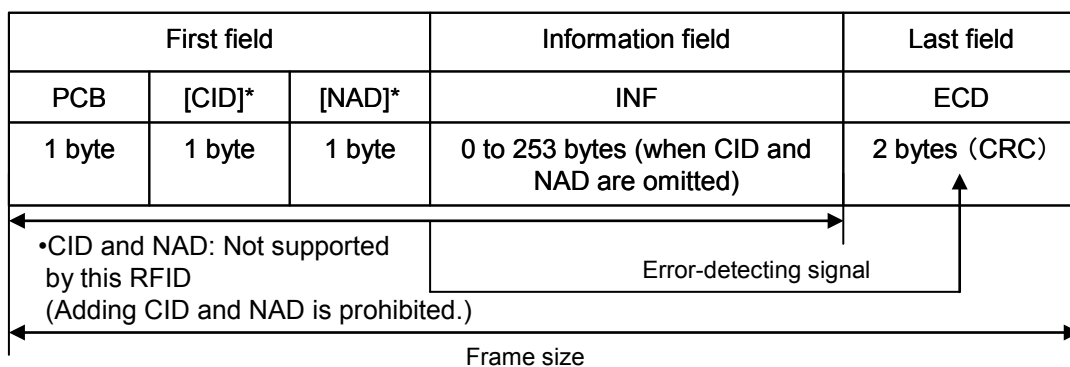 First field Information field Last field
PCB [CID]* [NAD]* INF ECD
1 byte 1 byte 1 byte 0 to 253 bytes (when CID and NAD are omitted) 2 bytes (CRC)
•CID and NAD: Not supported
by this RFID
(Adding CID and NAD is prohibited.)
Error-detecting signal
Frame size